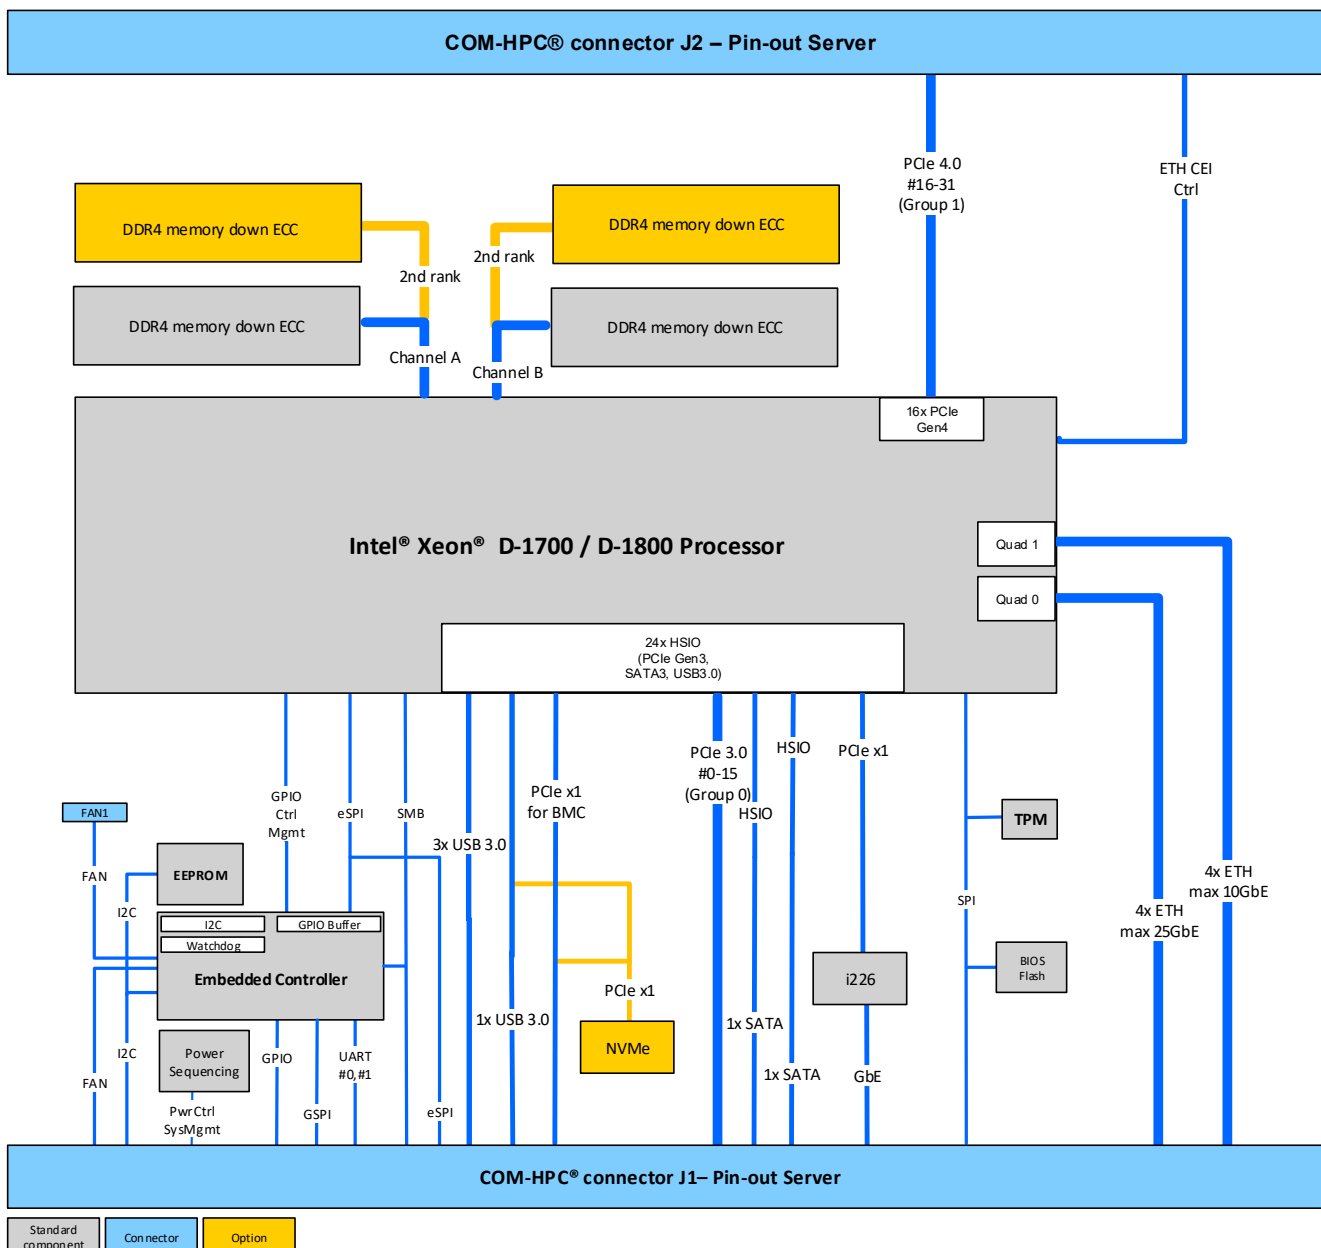 COM-HPC® connector J2 – Pin-out Server
PCIe 4.0
#16-31
(Group 1)
ETH CEI
Ctrl
DDR4 memory down ECC
DDR4 memory down ECC
2nd rank
2nd rank
DDR4 memory down ECC
DDR4 memory down ECC
Channel A
Channel B
16x PCIe
Gen4
Intel® Xeon® D-1700 / D-1800 Processor
Quad 1
Quad 0
24x HSIO
(PCIe Gen3,
SATA3, USB3.0)
GPIO
Ctrl
Mgmt
eSPI
SMB
3x USB 3.0
PCIe x1
for BMC
PCIe 3.0
#0-15
(Group 0)
HSIO
HSIO
PCIe x1
FAN1
TPM
FAN
EEPROM
I2C
SPI
4x ETH
max 10GbE
4x ETH
max 25GbE
I2C
GPIO Buffer
Watchdog
Embedded Controller
BIOS
Flash
i226
PCIe x1
1x USB 3.0
NVMe
1x SATA
1x SATA
GbE
I2C
FAN
Power
Sequencing
GPIO
UART
#0,#1
PwrCtrl
SysMgmt
GSPI
eSPI
COM-HPC® connector J1– Pin-out Server
Standard
component
Connector
Option